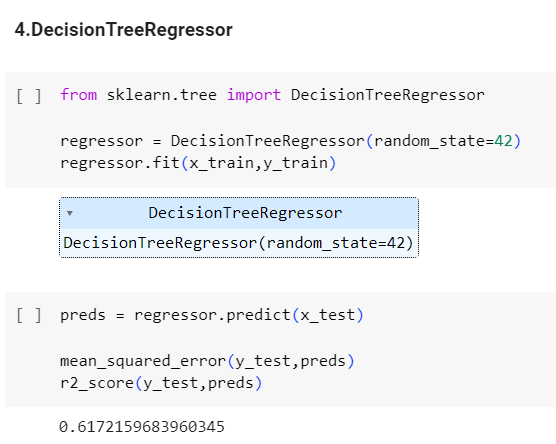 4.DecisionTreeRegressor
[ ] from sklearn.tree import DecisionTreeRegressor
regressor = DecisionTreeRegressor(random_state=42)
regressor.fit(x_train,y_train)
▾ DecisionTreeRegressor
DecisionTreeRegressor(random_state=42)
[ ] preds = regressor.predict(x_test)
mean_squared_error(y_test,preds)
r2_score(y_test,preds)
0.6172159683960345